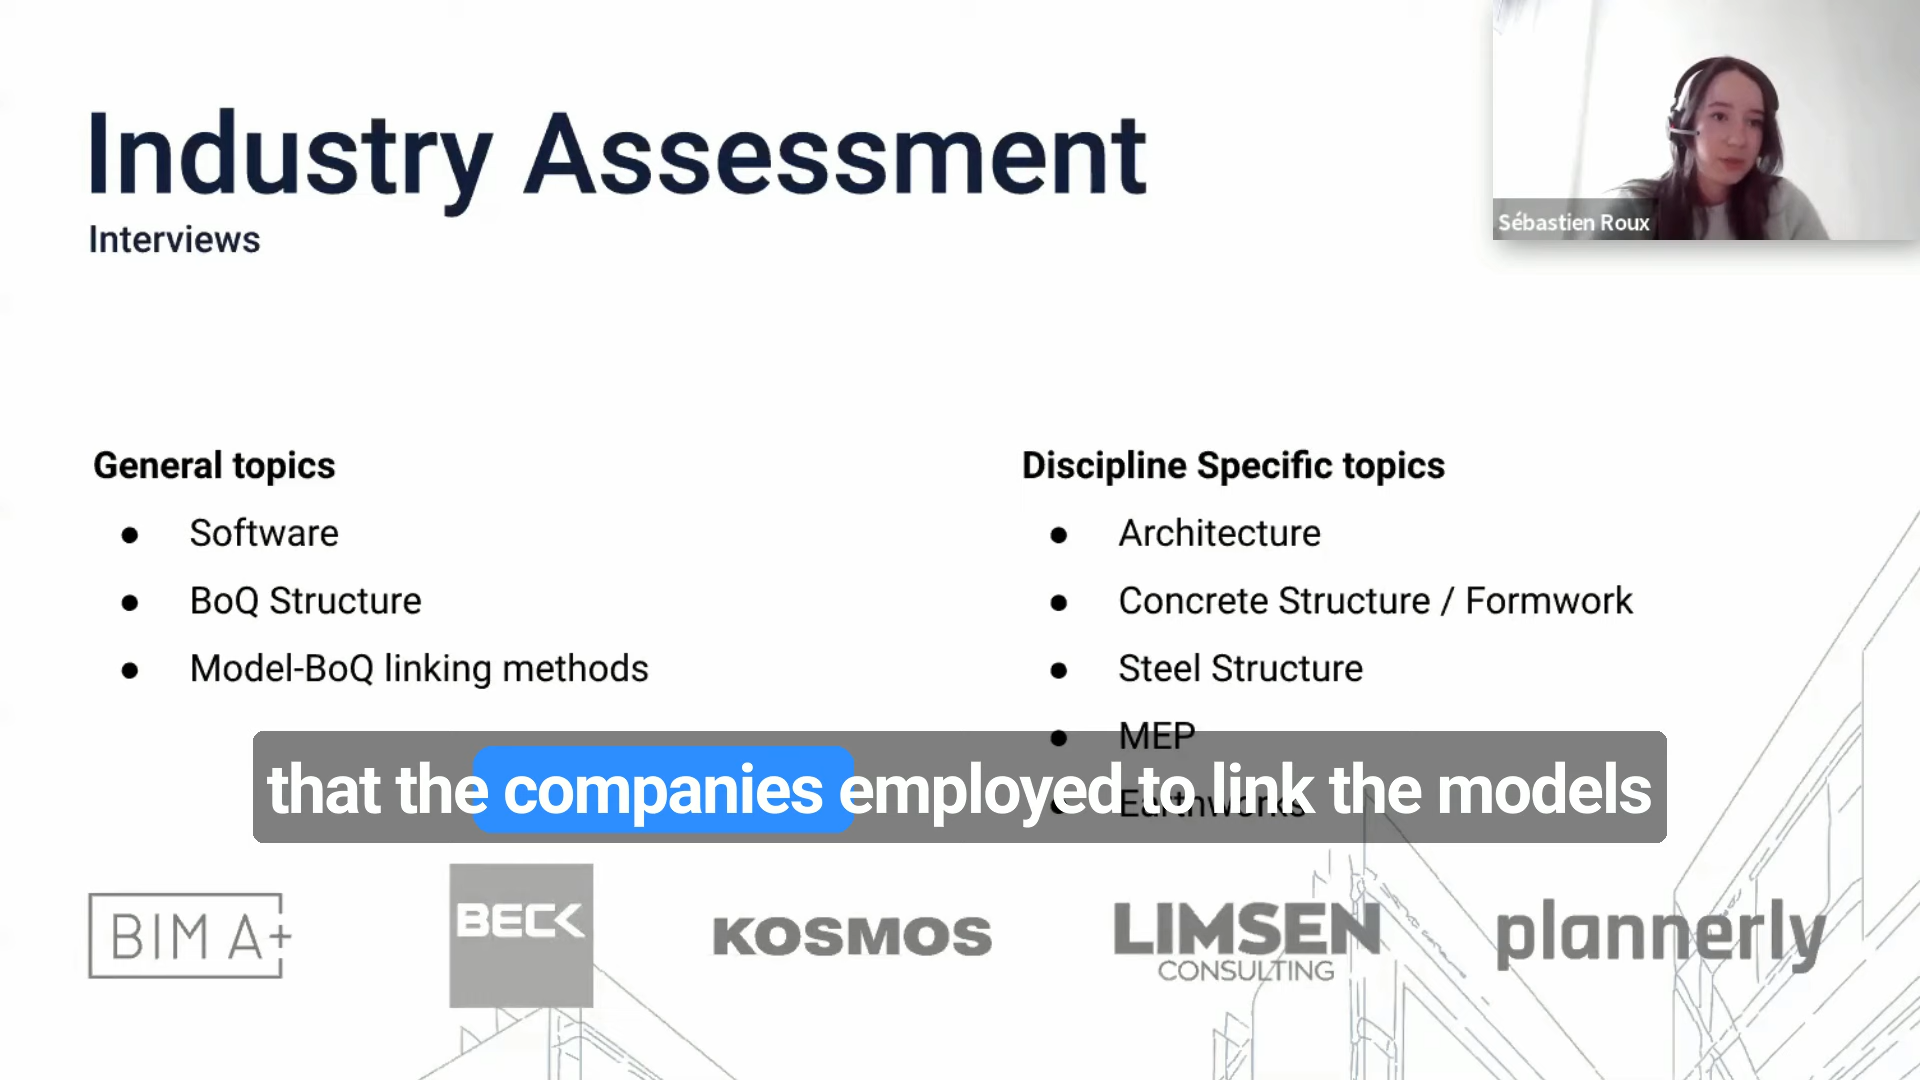 Industry Assessment
Interviews
Sébastien Roux
General topics
● Software
● BoQ Structure
● Model-BoQ linking methods
Discipline Specific topics
● Architecture
● Concrete Structure / Formwork
● Steel Structure
● MEP
● Earthworks
that the companies employed to link the models
BIM A+
BECK
KOSMOS
LIMSEN
CONSULTING
plannerly